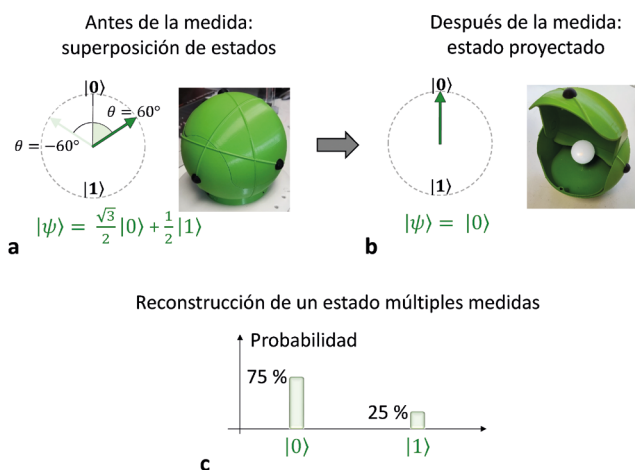 Antes de la medida:
superposición de estados
|0⟩
θ = 60°
θ = −60°
|1⟩
|ψ⟩ = √3/2 |0⟩ + 1/2 |1⟩
a
Después de la medida:
estado proyectado
|0⟩
|1⟩
|ψ⟩ = |0⟩
b
Reconstrucción de un estado múltiples medidas
Probabilidad
75 %
25 %
|0⟩ |1⟩
c